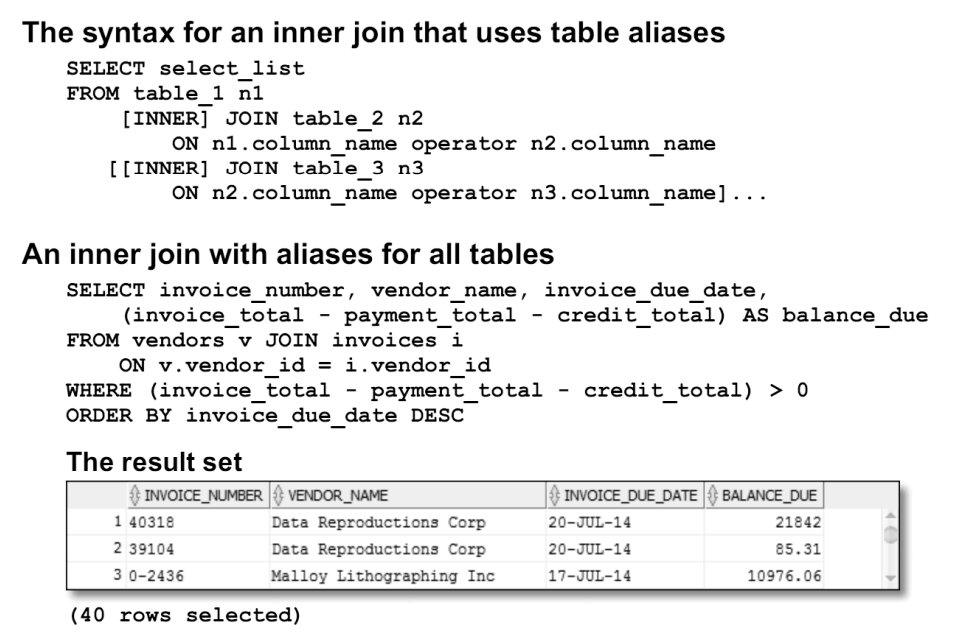 The syntax for an inner join that uses table aliases
SELECT select_list
FROM table_1 n1
[INNER] JOIN table_2 n2
ON n1.column_name operator n2.column_name
[[INNER] JOIN table_3 n3
ON n2.column_name operator n3.column_name]...
An inner join with aliases for all tables
SELECT invoice_number, vendor_name, invoice_due_date,
(invoice_total - payment_total - credit_total) AS balance_due
FROM vendors v JOIN invoices i
ON v.vendor_id = i.vendor_id
WHERE (invoice_total - payment_total - credit_total) > 0
ORDER BY invoice_due_date DESC
The result set
INVOICE_NUMBER VENDOR_NAME INVOICE_DUE_DATE BALANCE_DUE
1 40318 Data Reproductions Corp 20-JUL-14 21842
2 39104 Data Reproductions Corp 20-JUL-14 85.31
3 0-2436 Malloy Lithographing Inc 17-JUL-14 10976.06
(40 rows selected)